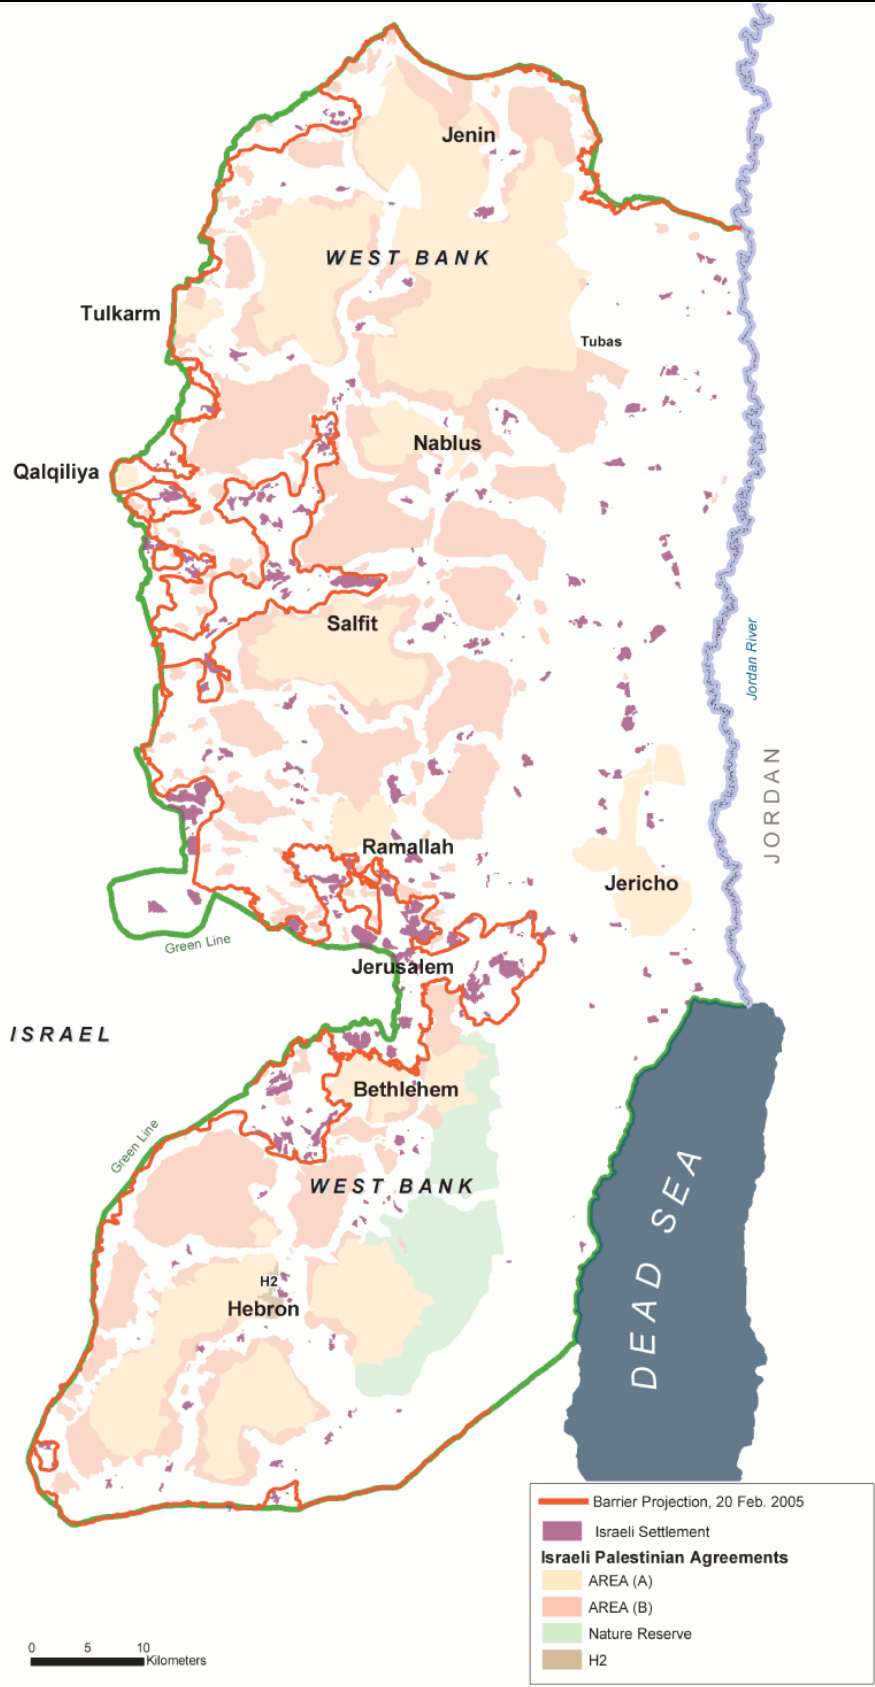 Jenin
WEST BANK
Tulkarm
Tubas
Nablus
Qalqiliya
Salfit
Jordan River
JORDAN
Ramallah
Jericho
Green Line
Jerusalem
ISRAEL
Bethlehem
Green Line
WEST BANK
DEAD SEA
H2
Hebron
Barrier Projection, 20 Feb. 2005
Israeli Settlement
Israeli Palestinian Agreements
AREA (A)
AREA (B)
Nature Reserve
H2
0 5 10
Kilometers